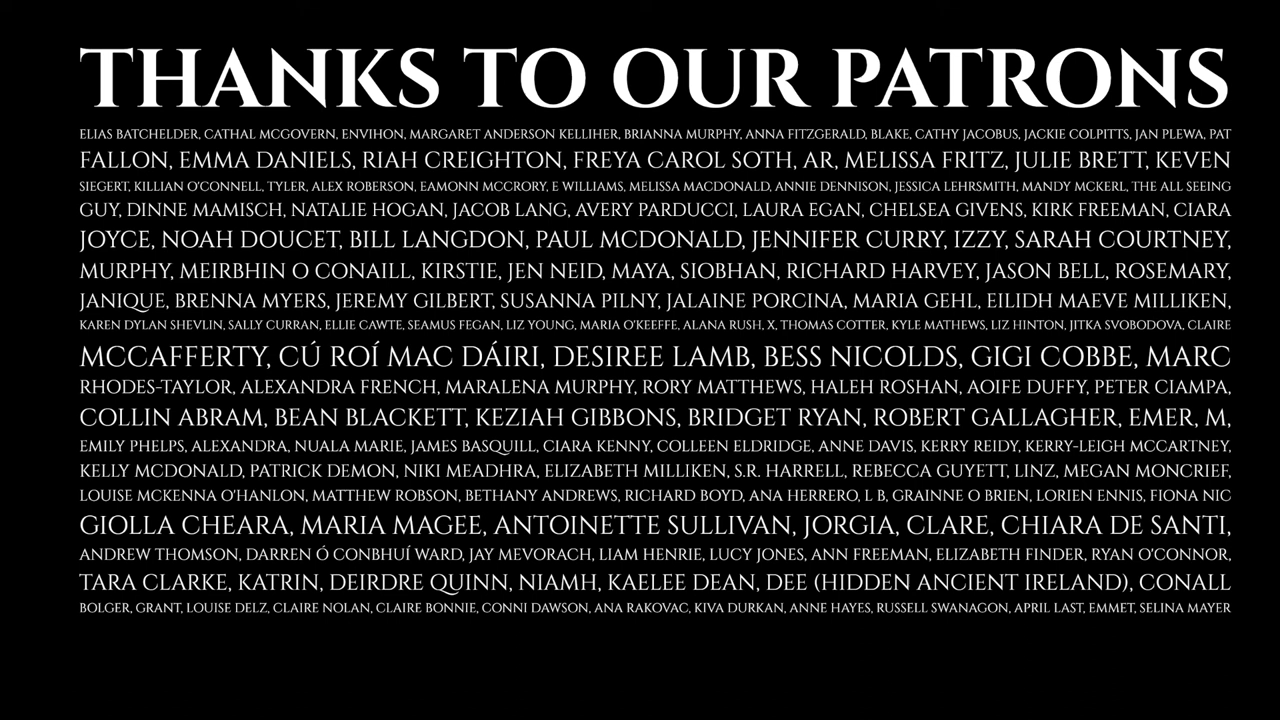 THANKS TO OUR PATRONS
ELIAS BATCHELDER, CATHAL MCGOVERN, ENVIHON, MARGARET ANDERSON KELLIHER, BRIANNA MURPHY, ANNA FITZGERALD, BLAKE, CATHY JACOBUS, JACKIE COLPITTS, JAN PLEWA, PAT
FALLON, EMMA DANIELS, RIAH CREIGHTON, FREYA CAROL SOTH, AR, MELISSA FRITZ, JULIE BRETT, KEVEN
SIEGERT, KILLIAN O'CONNELL, TYLER, ALEX ROBERSON, EAMONN MCCRORY, E WILLIAMS, MELISSA MACDONALD, ANNIE DENNISON, JESSICA LEHRSMITH, MANDY MCKERL, THE ALL SEEING
GUY, DINNE MAMISCH, NATALIE HOGAN, JACOB LANG, AVERY PARDUCCI, LAURA EGAN, CHELSEA GIVENS, KIRK FREEMAN, CIARA
JOYCE, NOAH DOUCET, BILL LANGDON, PAUL MCDONALD, JENNIFER CURRY, IZZY, SARAH COURTNEY,
MURPHY, MEIRBHIN O CONAILL, KIRSTIE, JEN NEID, MAYA, SIOBHAN, RICHARD HARVEY, JASON BELL, ROSEMARY,
JANIQUE, BRENNA MYERS, JEREMY GILBERT, SUSANNA PILNY, JALAINE PORCINA, MARIA GEHL, EILIDH MAEVE MILLIKEN,
KAREN DYLAN SHEVLIN, SALLY CURRAN, ELLIE CAWTE, SEAMUS FEGAN, LIZ YOUNG, MARIA O'KEEFFE, ALANA RUSH, X, THOMAS COTTER, KYLE MATHEWS, LIZ HINTON, JITKA SVOBODOVA, CLAIRE
MCCAFFERTY, CÚ ROÍ MAC DÁIRI, DESIREE LAMB, BESS NICOLDS, GIGI COBBE, MARC
RHODES-TAYLOR, ALEXANDRA FRENCH, MARALENA MURPHY, RORY MATTHEWS, HALEH ROSHAN, AOIFE DUFFY, PETER CIAMPA,
COLLIN ABRAM, BEAN BLACKETT, KEZIAH GIBBONS, BRIDGET RYAN, ROBERT GALLAGHER, EMER, M,
EMILY PHELPS, ALEXANDRA, NUALA MARIE, JAMES BASQUILL, CIARA KENNY, COLLEEN ELDRIDGE, ANNE DAVIS, KERRY REIDY, KERRY-LEIGH MCCARTNEY,
KELLY MCDONALD, PATRICK DEMON, NIKI MEADHRA, ELIZABETH MILLIKEN, S.R. HARRELL, REBECCA GUYETT, LINZ, MEGAN MONCRIEF,
LOUISE MCKENNA O'HANLON, MATTHEW ROBSON, BETHANY ANDREWS, RICHARD BOYD, ANA HERRERO, L B, GRAINNE O BRIEN, LORIEN ENNIS, FIONA NIC
GIOLLA CHEARA, MARIA MAGEE, ANTOINETTE SULLIVAN, JORGIA, CLARE, CHIARA DE SANTI,
ANDREW THOMSON, DARREN Ó CONBHUÍ WARD, JAY MEVORACH, LIAM HENRIE, LUCY JONES, ANN FREEMAN, ELIZABETH FINDER, RYAN O'CONNOR,
TARA CLARKE, KATRIN, DEIRDRE QUINN, NIAMH, KAELEE DEAN, DEE (HIDDEN ANCIENT IRELAND), CONALL
BOLGER, GRANT, LOUISE DELZ, CLAIRE NOLAN, CLAIRE BONNIE, CONNI DAWSON, ANA RAKOVAC, KIVA DURKAN, ANNE HAYES, RUSSELL SWANAGON, APRIL LAST, EMMET, SELINA MAYER